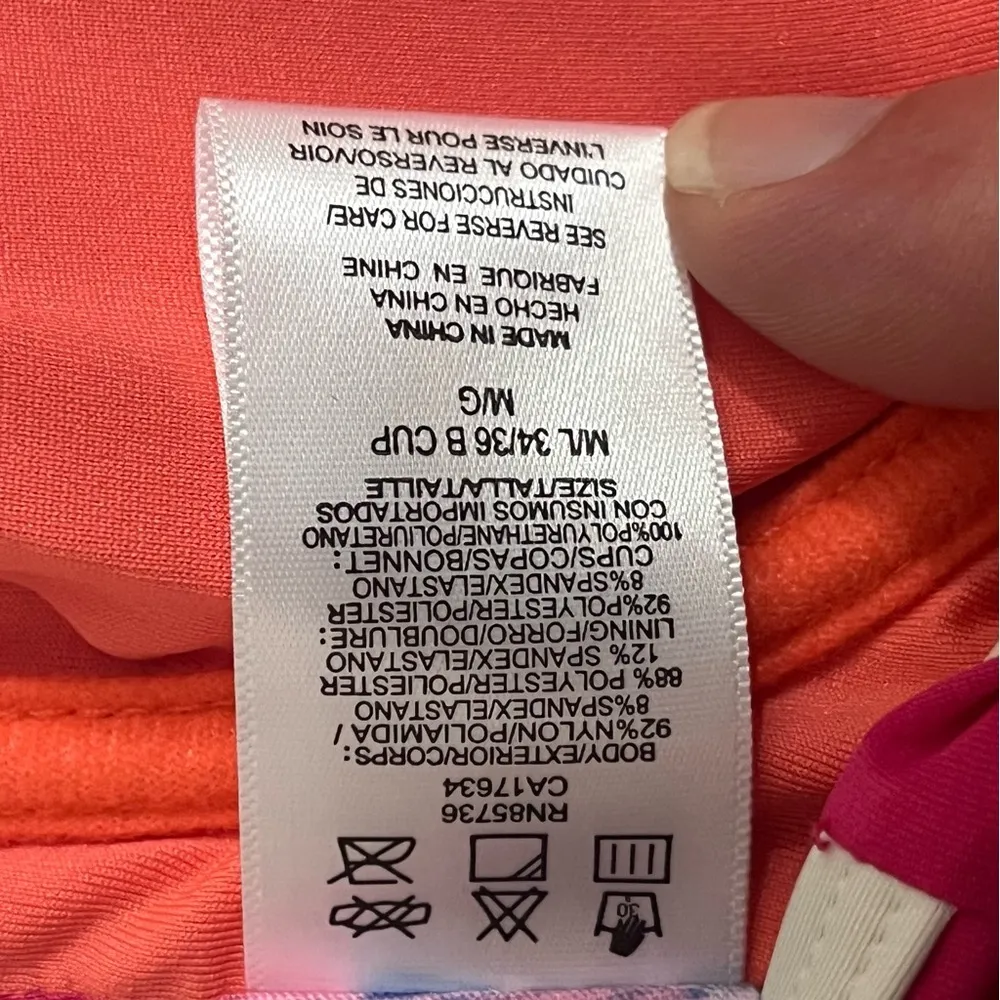 30
RN85736
CA17634
BODY/EXTERIOR/CORPS:
92%NYLON/POLIAMIDA/
8%SPANDEX/ELASTANO
88% POLYESTER/POLIESTER
12% SPANDEX/ELASTANO
LINING/FORRO/DOUBLURE:
92%POLYESTER/POLIESTER
8%SPANDEX/ELASTANO
CUPS/COPAS/BONNET:
100%POLYURETHANE/POLIURETANO
CON INSUMOS IMPORTADOS
SIZE/TALLA/TAILLE
M/L 34/36 B CUP
M/G
MADE IN CHINA
HECHO EN CHINA
FABRIQUE EN CHINE
SEE REVERSE FOR CARE/
INSTRUCCIONES DE
CUIDADO AL REVERSO/VOIR
L'INVERSE POUR LE SOIN